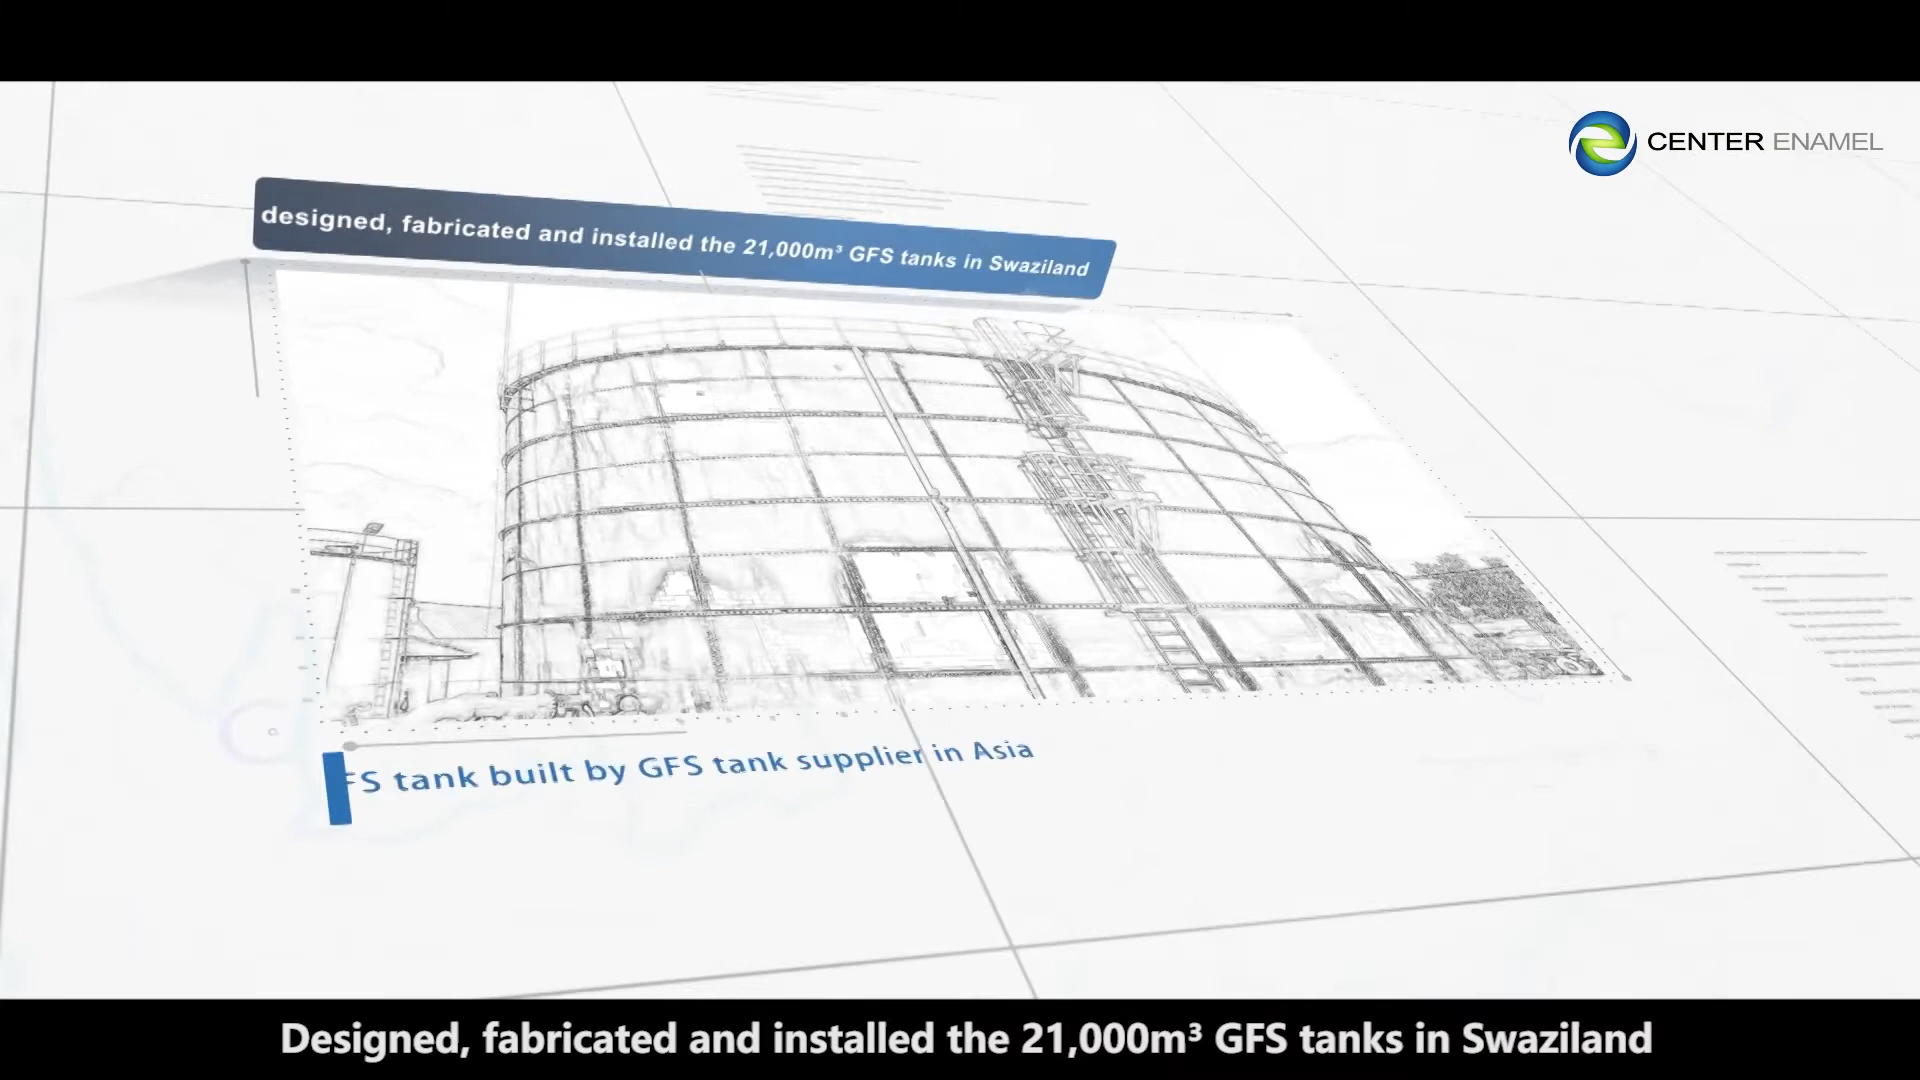 CENTER ENAMEL
designed, fabricated and installed the 21,000m³ GFS tanks in Swaziland
FS tank built by GFS tank supplier in Asia
Designed, fabricated and installed the 21,000m³ GFS tanks in Swaziland